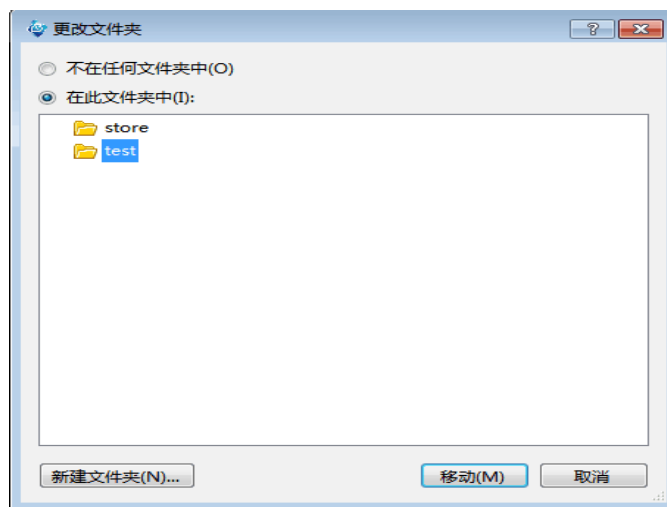 更改文件夹
不在任何文件夹中(O)
在此文件夹中(I):
store
test
新建文件夹(N)... 移动(M) 取消